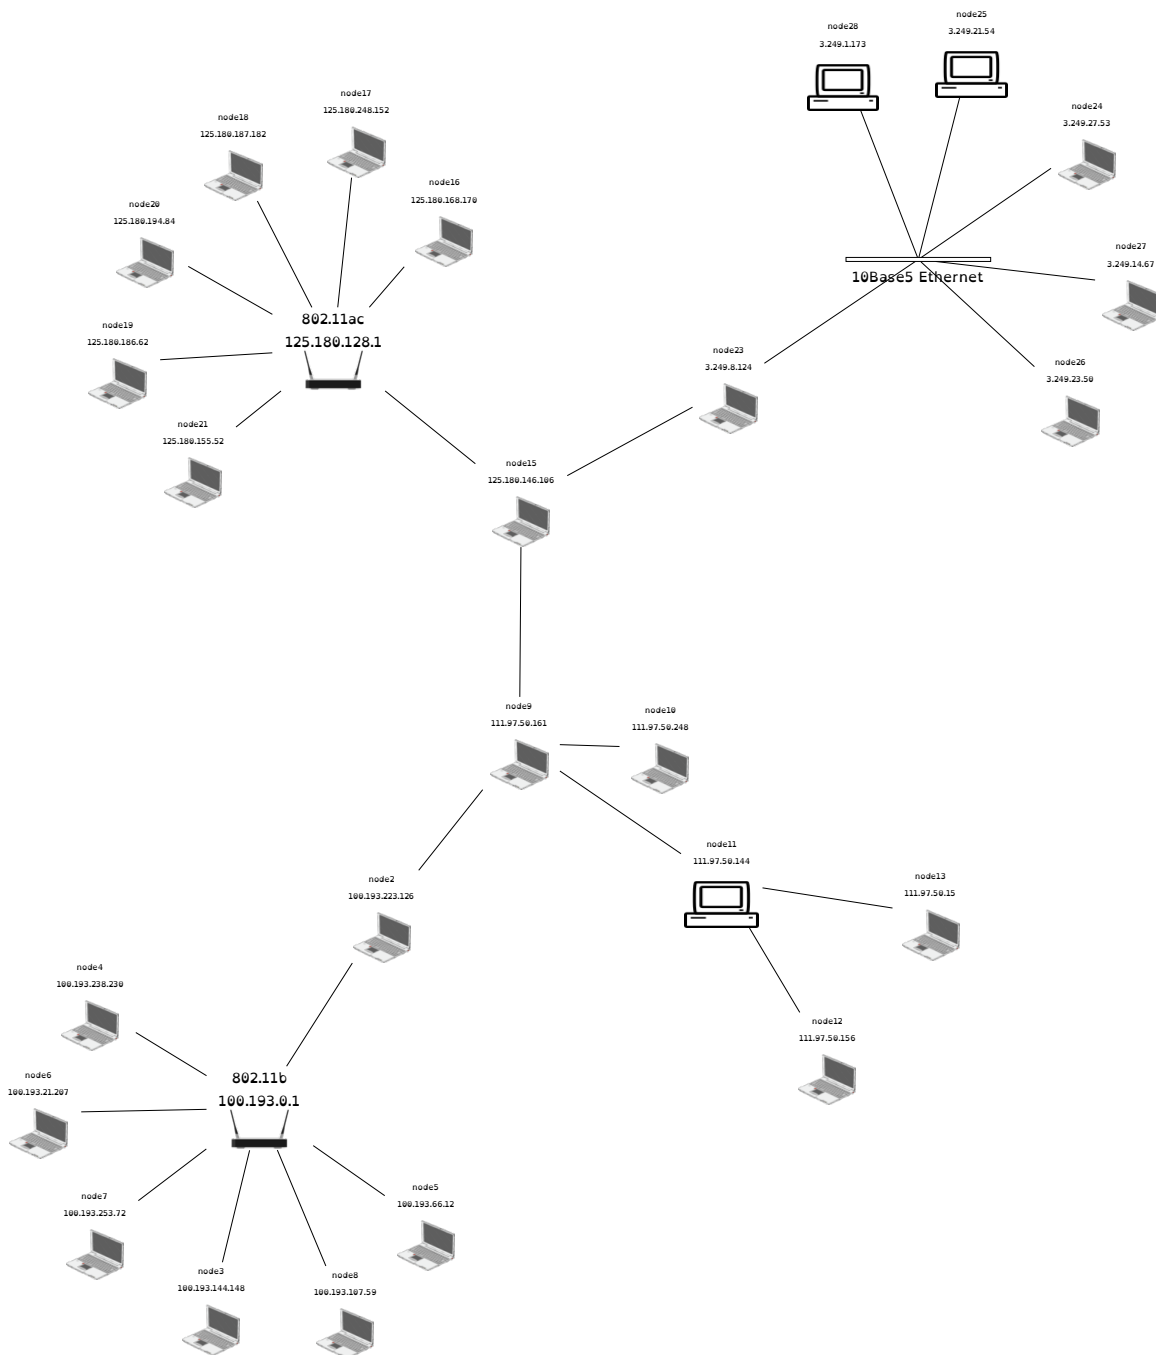 node25
3.249.21.54
node28
3.249.1.173
node17
125.180.248.152
node24
3.249.27.53
node18
125.180.187.182
node16
125.180.168.170
node20
125.180.194.84
node27
3.249.14.67
10Base5 Ethernet
802.11ac
125.180.128.1
node19
125.180.186.62
node23
3.249.8.124
node26
3.249.23.50
node21
125.180.155.52
node15
125.180.146.106
node9
111.97.50.161
node10
111.97.50.248
node11
111.97.50.144
node2
100.193.223.126
node13
111.97.50.15
node4
100.193.238.230
node12
111.97.50.156
node6
100.193.21.207
802.11b
100.193.0.1
node5
100.193.66.12
node7
100.193.253.72
node3
100.193.144.148
node8
100.193.107.59